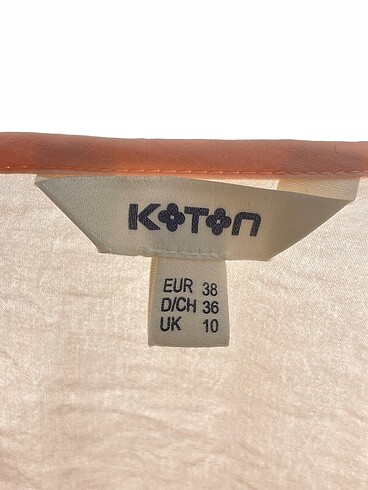 KOTON
EUR 38
D/CH 36
UK 10